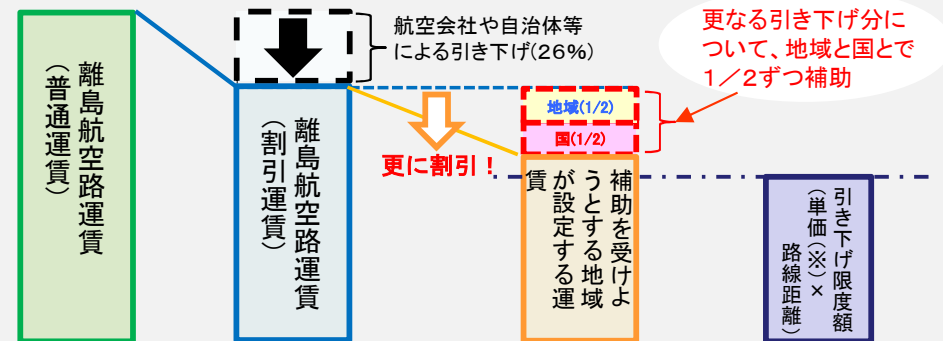 離島航空路運賃
（普通運賃）
離島航空路運賃
（割引運賃）
航空会社や自治体等
による引き下げ(26%)
更に割引！
地域(1/2)
国(1/2)
補助を受けよ
うとする地域
が設定する運
賃
更なる引き下げ分に
ついて、地域と国とで
１／２ずつ補助
引き下げ限度額
（単価（※）×
路線距離）